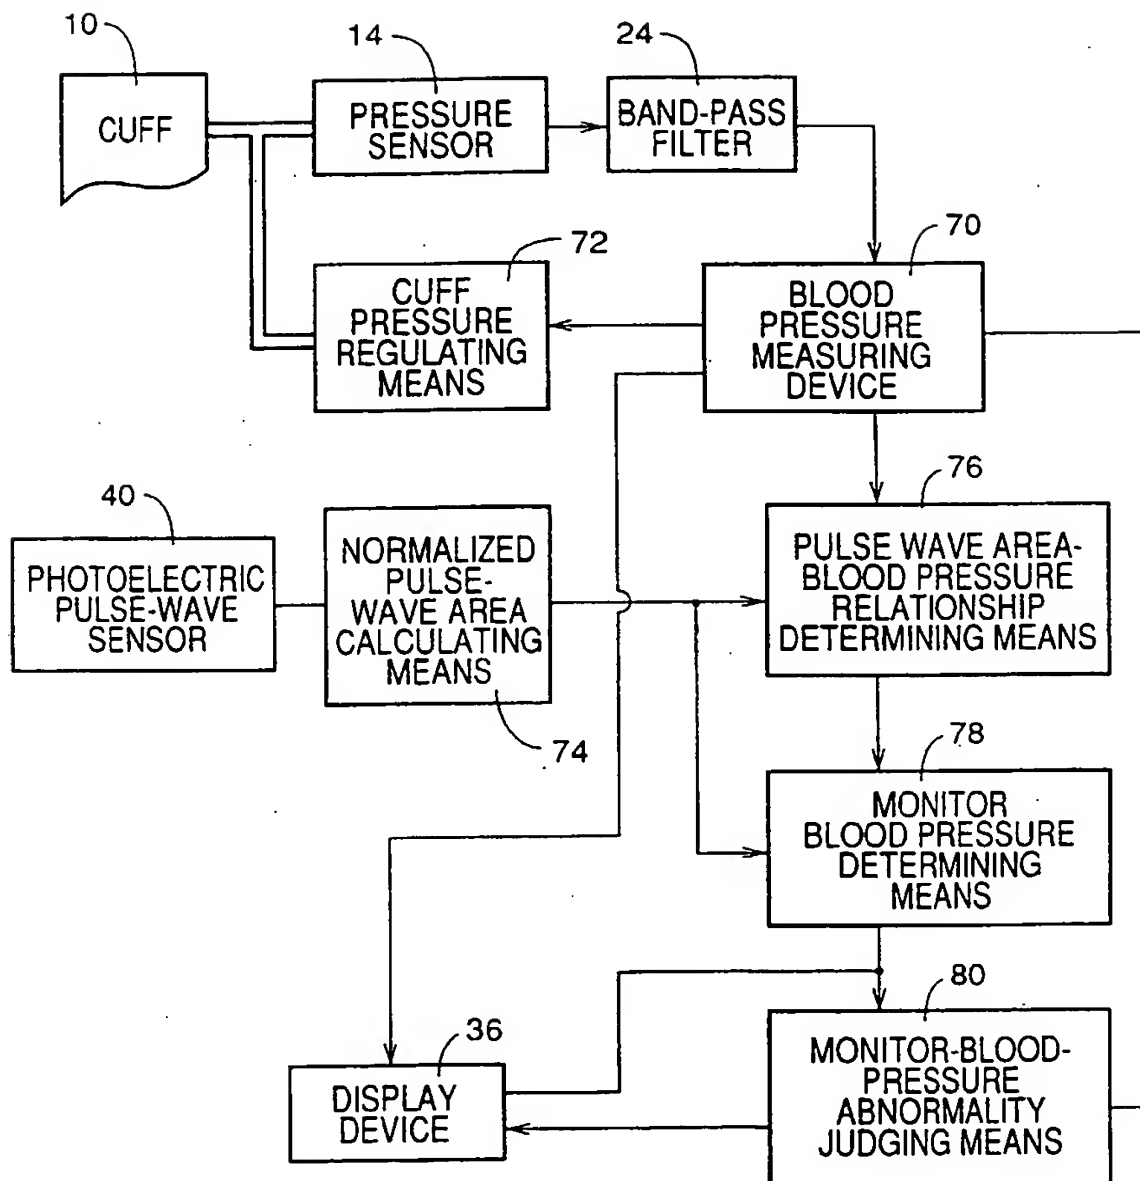 10
14
24
CUFF
PRESSURE
SENSOR
BAND-PASS
FILTER
72
70
CUFF
PRESSURE
REGULATING
MEANS
BLOOD
PRESSURE
MEASURING
DEVICE
40
76
PHOTOELECTRIC
PULSE-WAVE
SENSOR
NORMALIZED
PULSE-
WAVE AREA
CALCULATING
MEANS
PULSE WAVE AREA-
BLOOD PRESSURE
RELATIONSHIP
DETERMINING MEANS
74
78
MONITOR
BLOOD PRESSURE
DETERMINING
MEANS
80
36
DISPLAY
DEVICE
MONITOR-BLOOD-
PRESSURE
ABNORMALITY
JUDGING MEANS